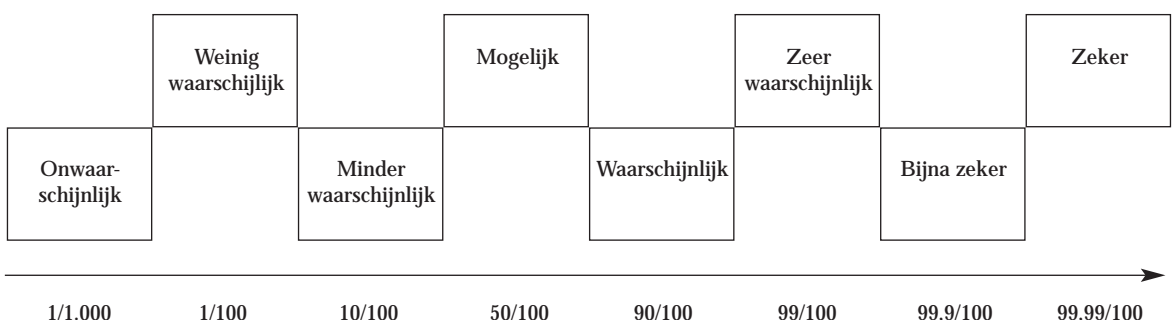 Weinig
waarschijlijk
Mogelijk
Zeer
waarschijnlijk
Zeker
Onwaar-
schijnlijk
Minder
waarschijnlijk
Waarschijnlijk
Bijna zeker
1/1.000
1/100
10/100
50/100
90/100
99/100
99.9/100
99.99/100